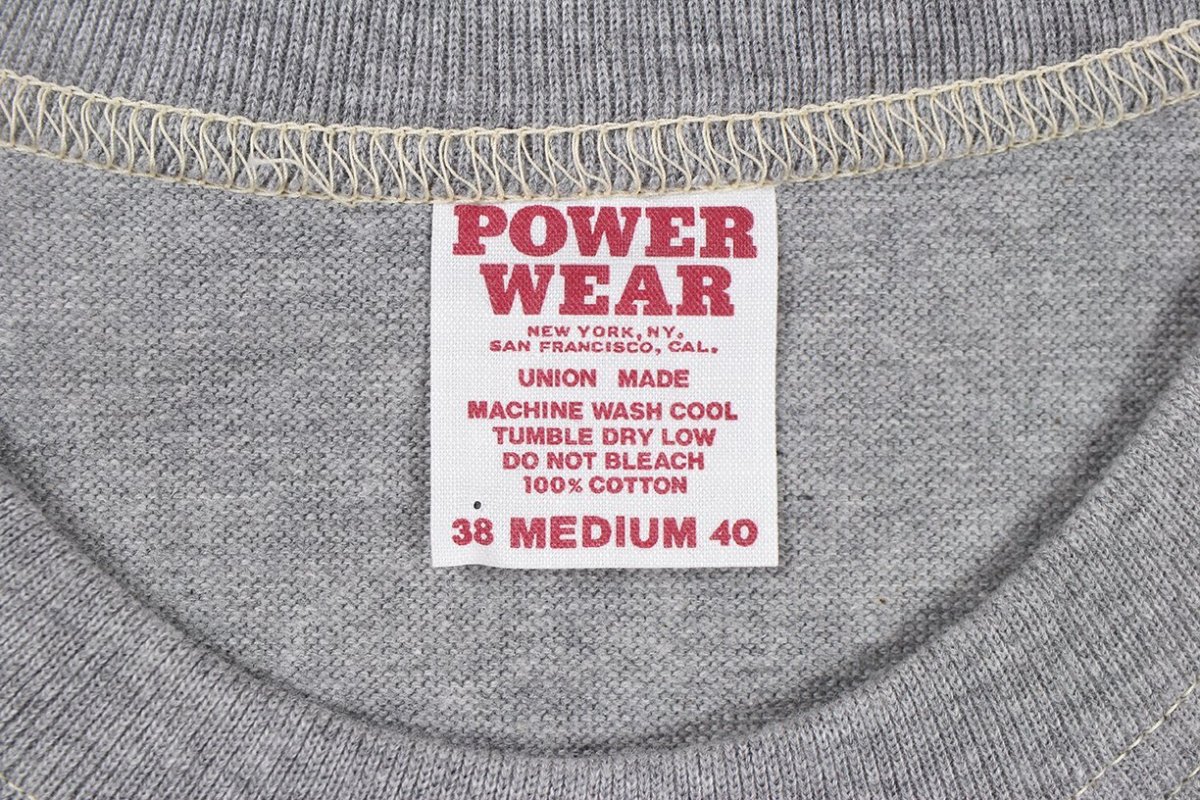 POWER
WEAR
NEW YORK, NY.
SAN FRANCISCO, CAL.
UNION MADE
MACHINE WASH COOL
TUMBLE DRY LOW
DO NOT BLEACH
100% COTTON
38 MEDIUM 40